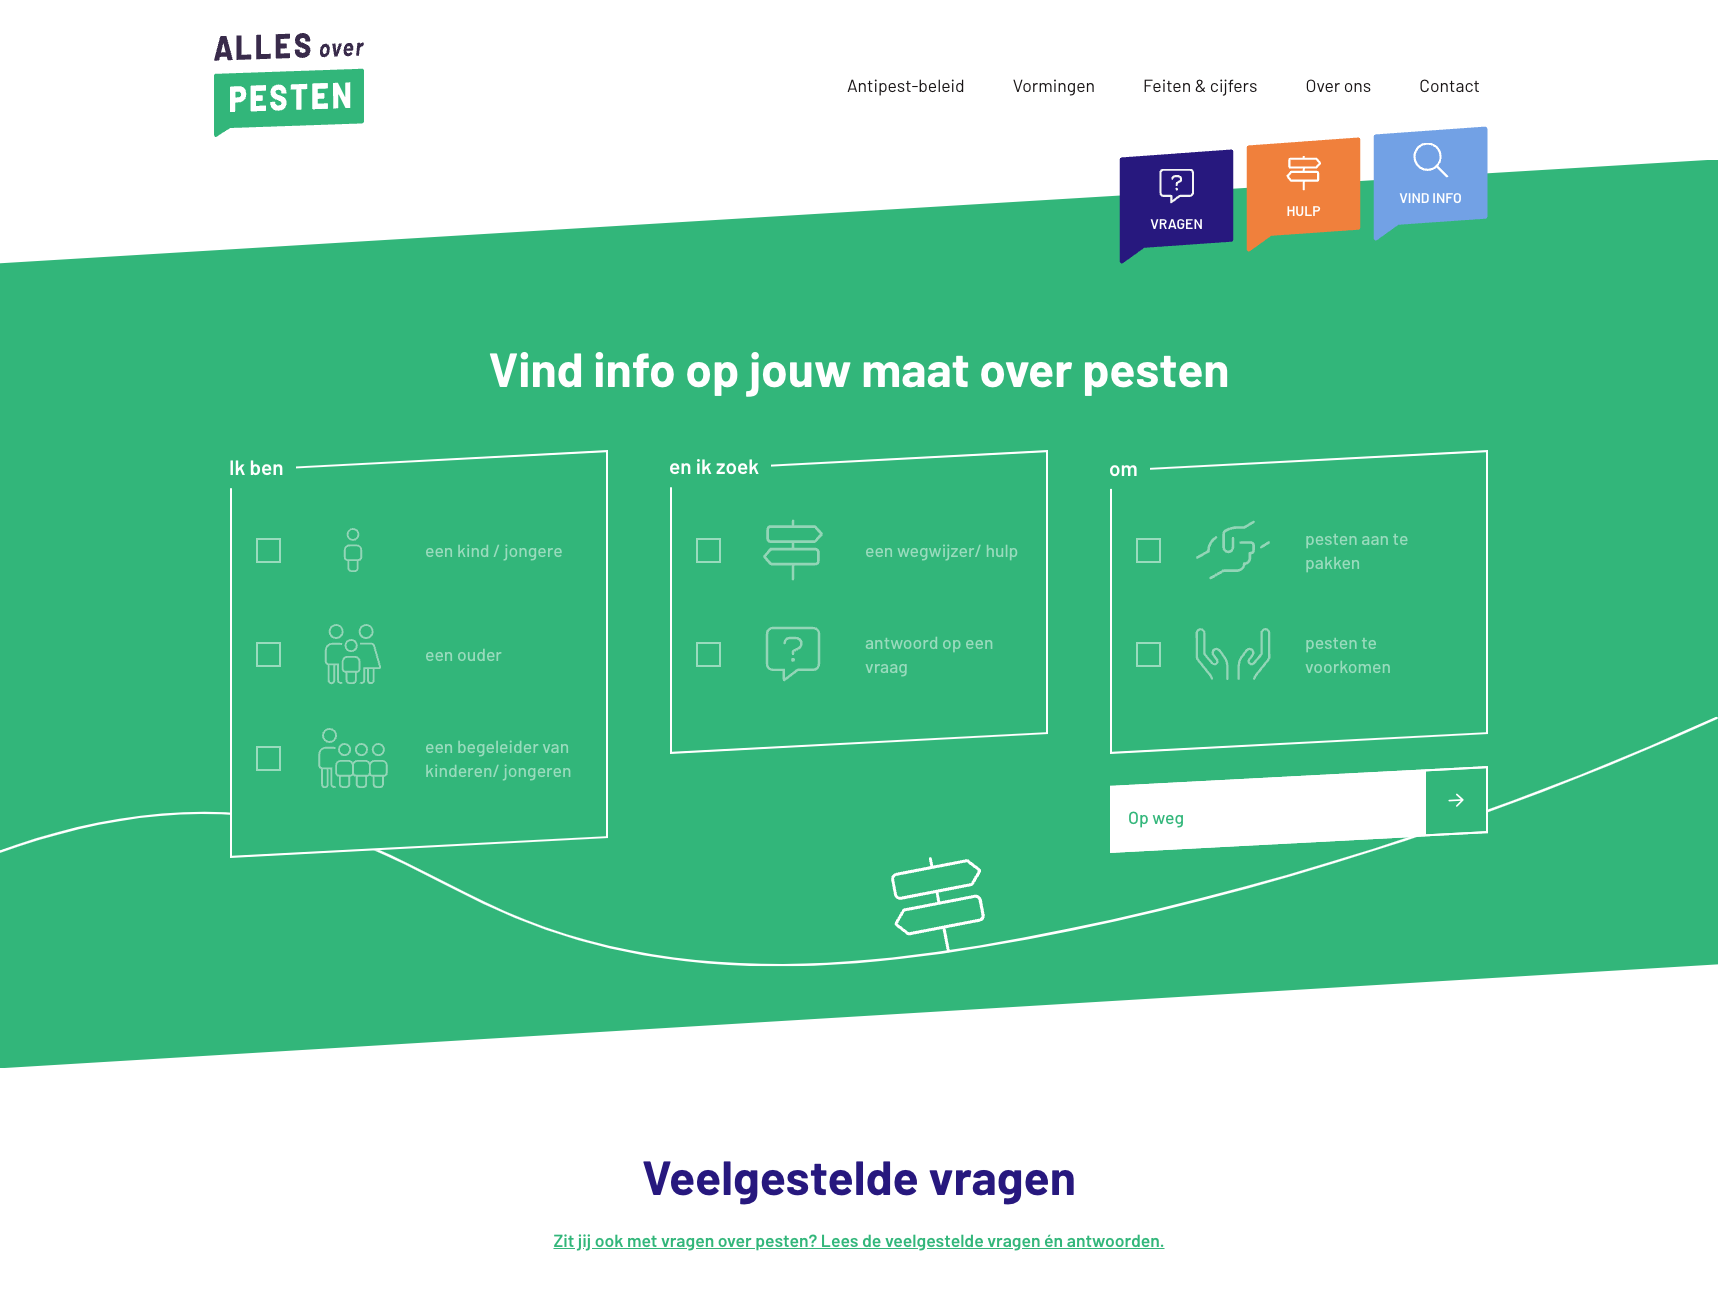 ALLES over
PESTEN
Antipest-beleid
Vormingen
Feiten & cijfers
Over ons
Contact
VRAGEN
HULP
VIND INFO
Vind info op jouw maat over pesten
Ik ben
een kind / jongere
een ouder
een begeleider van
kinderen/ jongeren
en ik zoek
een wegwijzer/ hulp
antwoord op een
vraag
om
pesten aan te
pakken
pesten te
voorkomen
Op weg
Veelgestelde vragen
Zit jij ook met vragen over pesten? Lees de veelgestelde vragen én antwoorden.